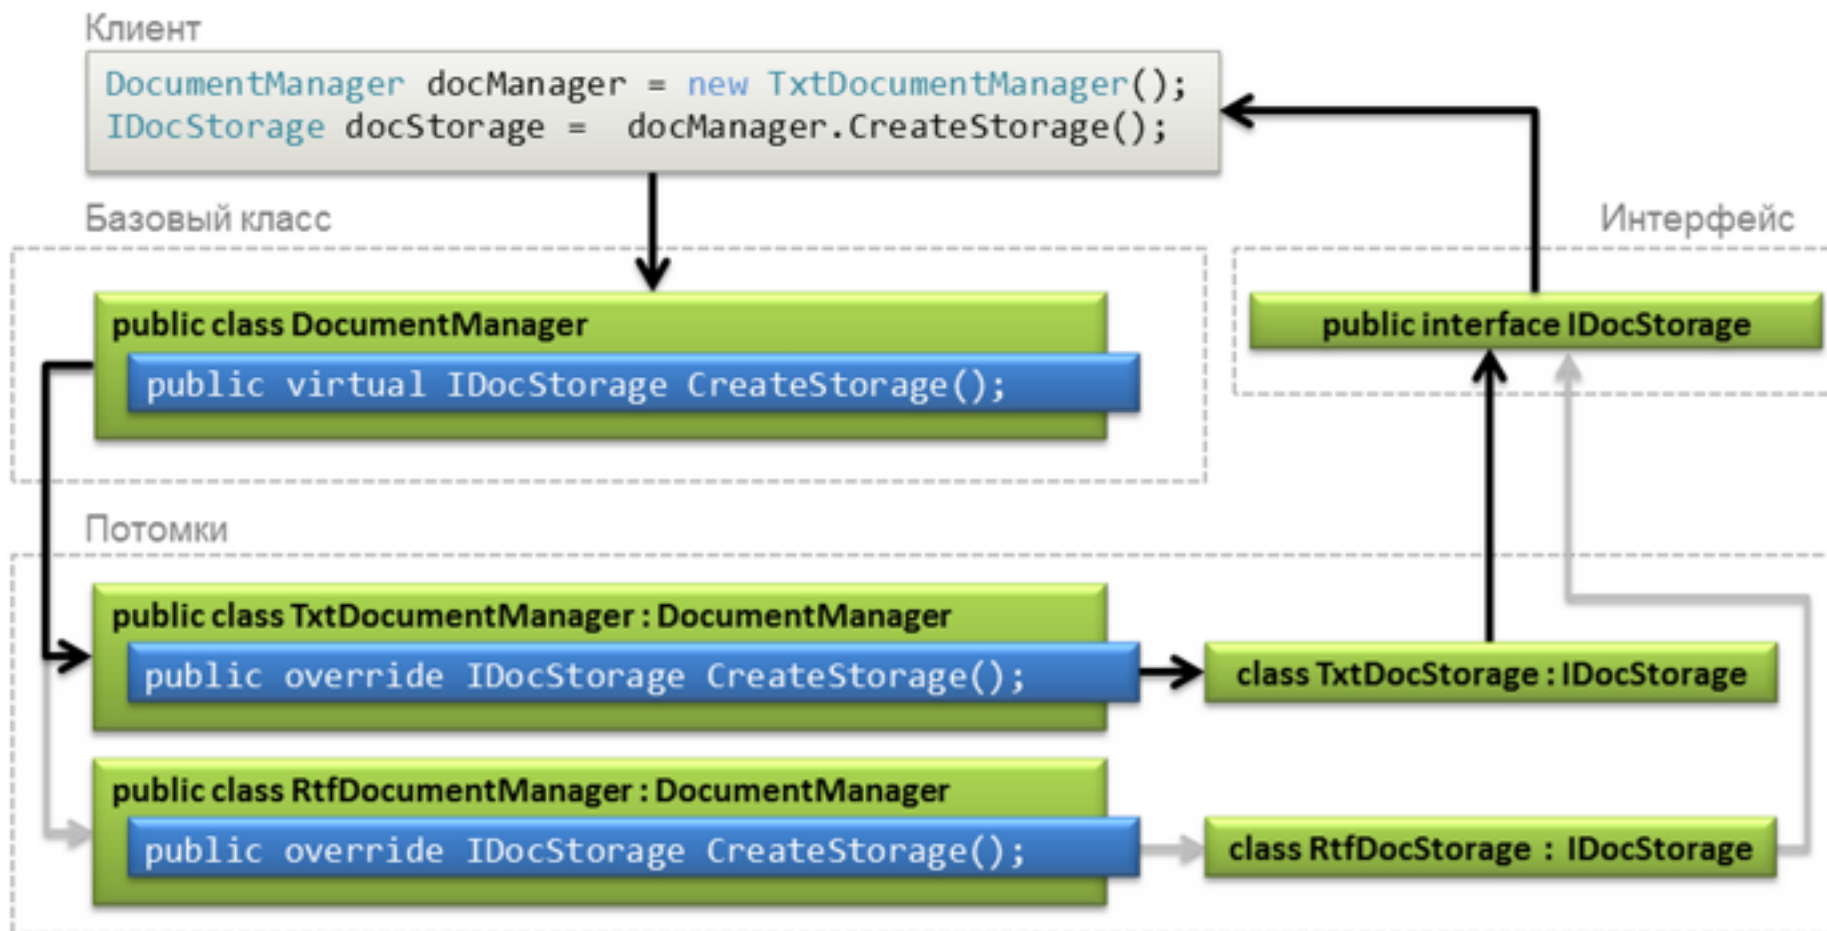 Клиент
DocumentManager docManager = new TxtDocumentManager();
IDocStorage docStorage =  docManager.CreateStorage();
Базовый класс
Интерфейс
public class DocumentManager
public virtual IDocStorage CreateStorage();
public interface IDocStorage
Потомки
public class TxtDocumentManager : DocumentManager
public override IDocStorage CreateStorage();
class TxtDocStorage : IDocStorage
public class RtfDocumentManager : DocumentManager
public override IDocStorage CreateStorage();
class RtfDocStorage : IDocStorage